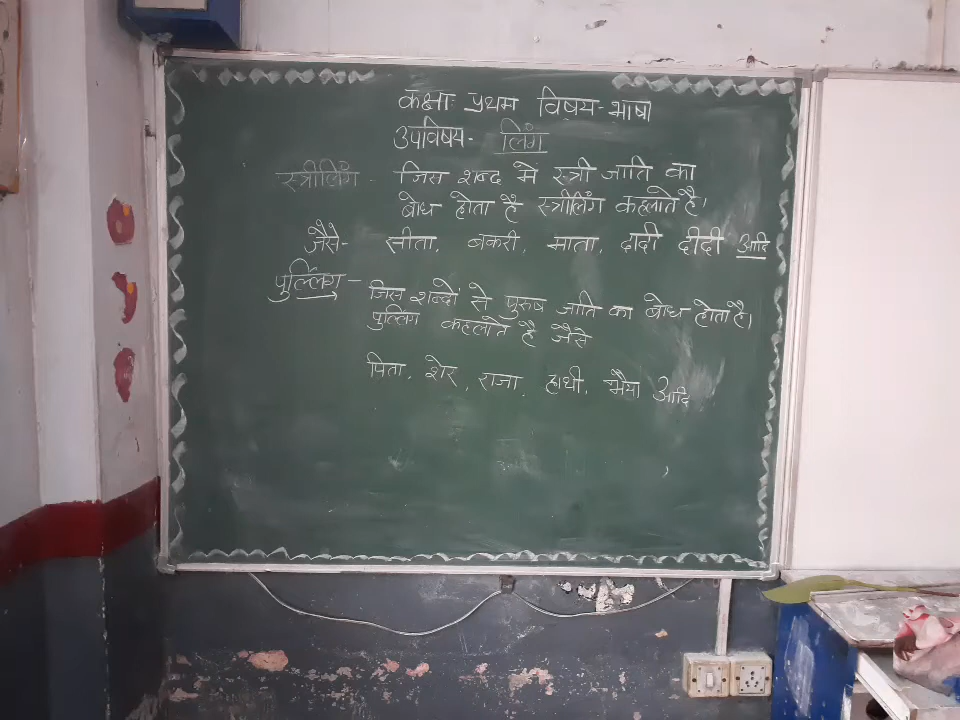 कक्षाः प्रथम विषय-भाषा
उपविषय- लिंग
स्त्रीलिंग - जिस शब्द में स्त्री जाति का
बोध होता है स्त्रीलिंग कहलाते है।
जैसे- सीता, बकरी, माता, दादी दीदी आदि
पुर्ल्लिंग - जिस शब्दों से पुरुष जाति का बोध होता है।
पुल्लिंग कहलाते है जैसे
पिता, शेर, राजा, हाथी, भैया आदि